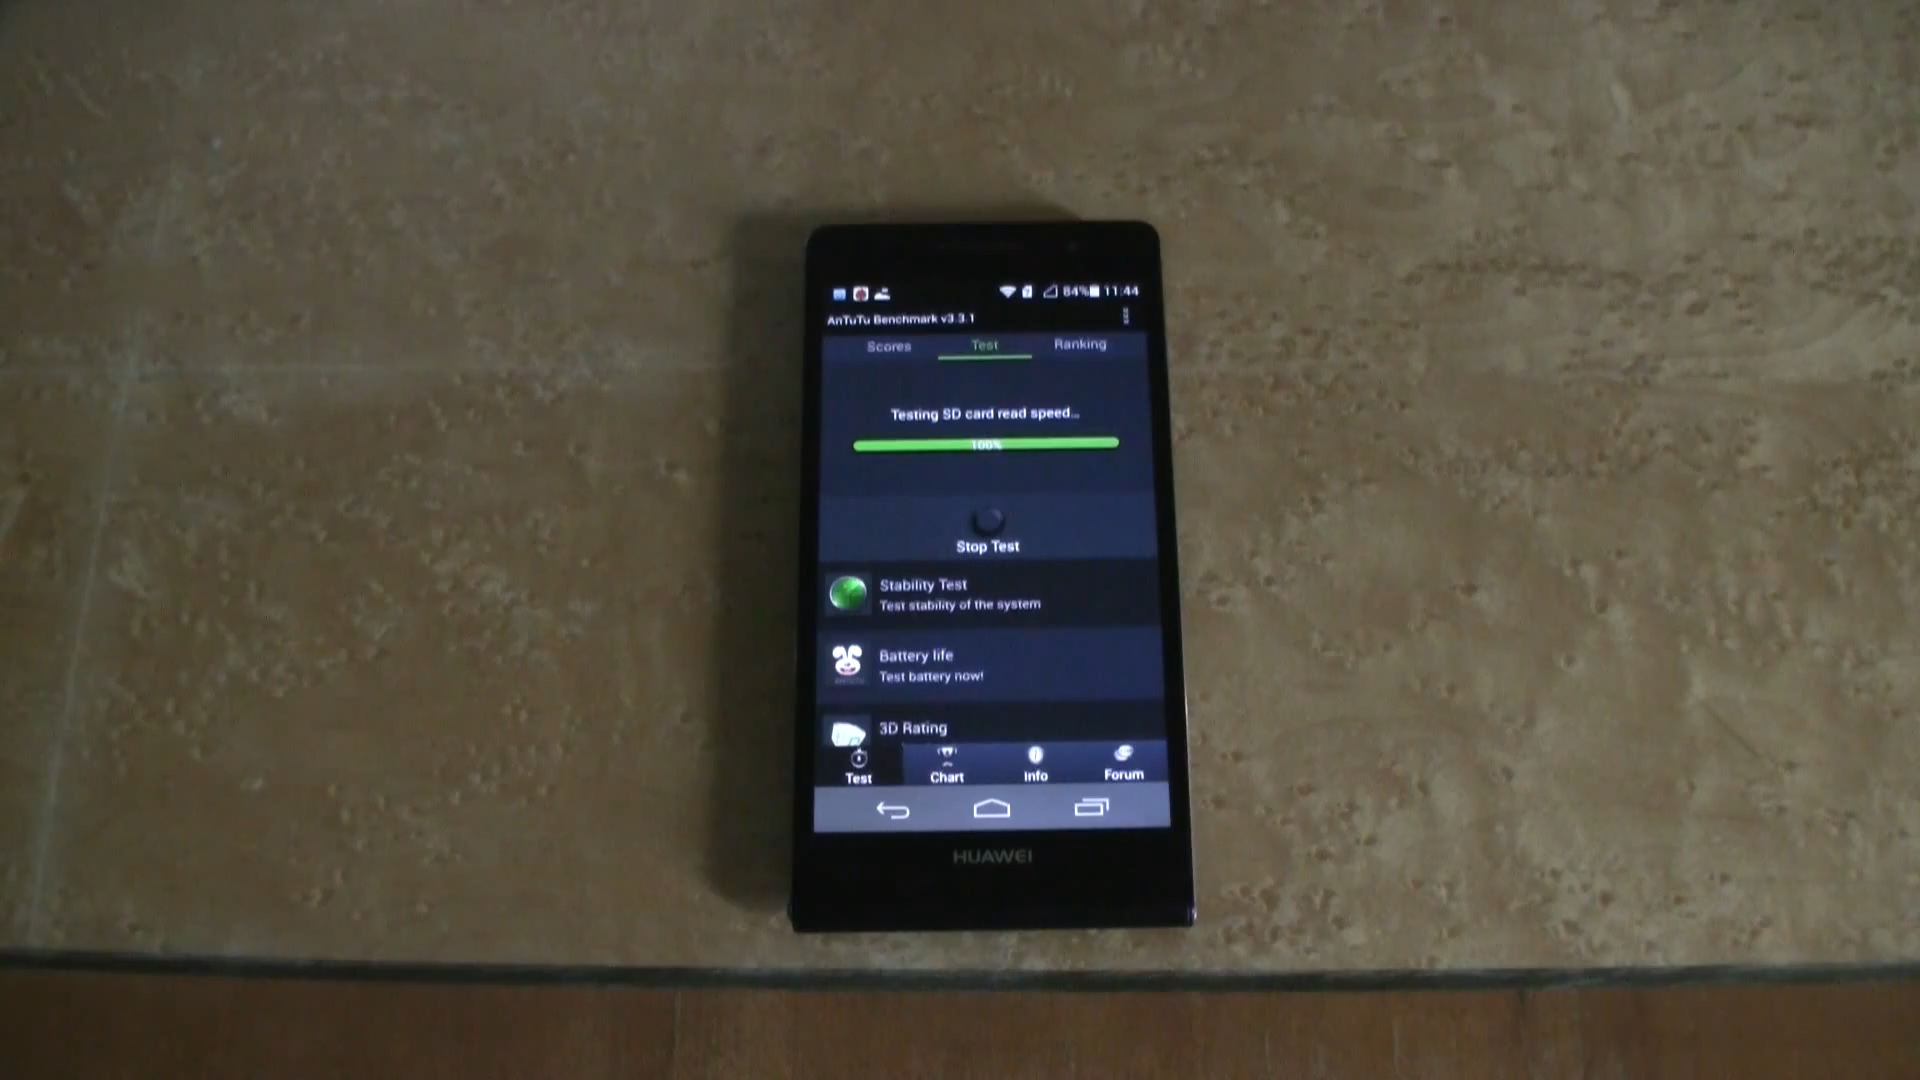 84% 11:44
AnTuTu Benchmark v3.3.1
Scores Test Ranking
Testing SD card read speed...
100%
Stop Test
Stability Test
Test stability of the system
Battery life
Test battery now!
3D Rating
Test Chart Info Forum
HUAWEI